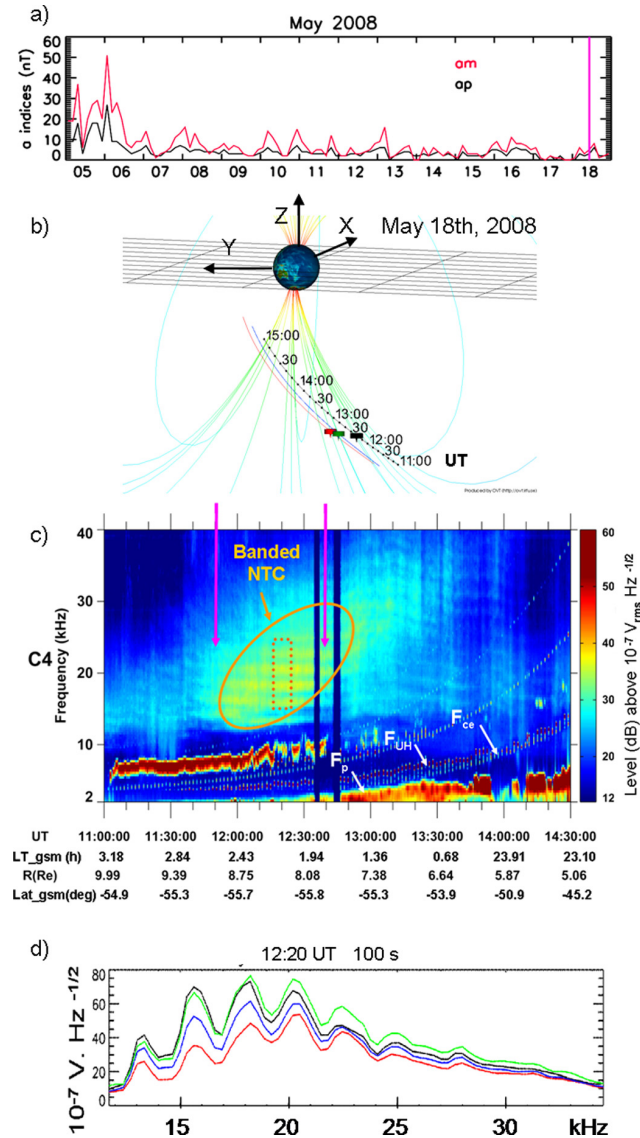 a)
May 2008
a indices (nT)
60
50
40
30
20
10
0
am
ap
05 06 07 08 09 10 11 12 13 14 15 16 17 18
b)
May 18th, 2008
Z
X
Y
15:00
30
14:00
30
13:00
30
12:00
30
11:00
UT
Produced by OVT (http://ovt.irfu.se)
c)
Banded
NTC
C4
Frequency (kHz)
40
30
20
10
2
Fp
FUH
Fce
60
50
40
30
20
12
Level (dB) above 10-7 Vrms Hz -1/2
UT 11:00:00 11:30:00 12:00:00 12:30:00 13:00:00 13:30:00 14:00:00 14:30:00
LT_gsm (h) 3.18 2.84 2.43 1.94 1.36 0.68 23.91 23.10
R(Re) 9.99 9.39 8.75 8.08 7.38 6.64 5.87 5.06
Lat_gsm(deg) -54.9 -55.3 -55.7 -55.8 -55.3 -53.9 -50.9 -45.2
d)
12:20 UT 100 s
10-7 V. Hz -1/2
80
60
40
20
0
15 20 25 30 kHz